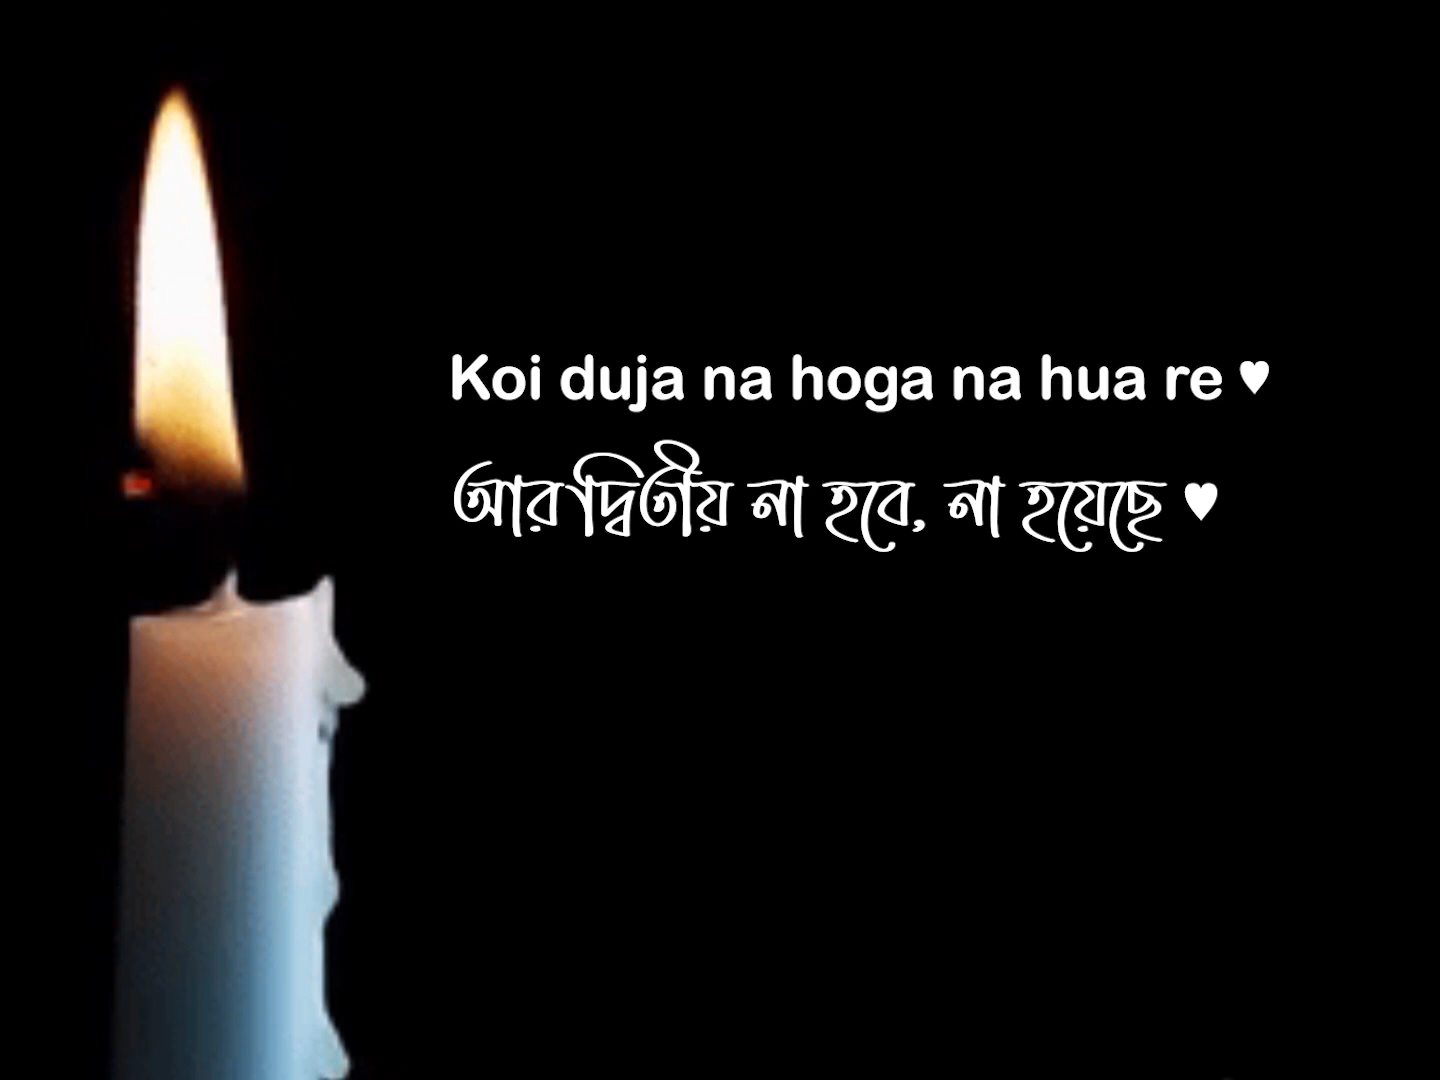 Koi duja na hoga na hua re ♥
আর দ্বিতীয় না হবে, না হয়েছে ♥